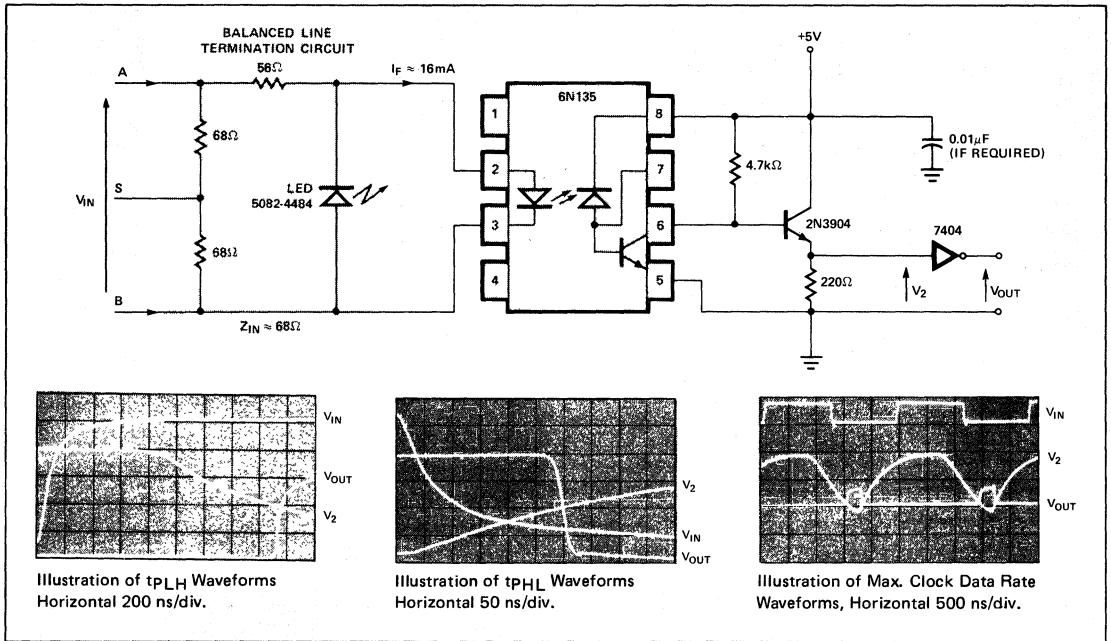 BALANCED LINE
TERMINATION CIRCUIT
A
56Ω
IF ≈ 16mA
68Ω
VIN
S
LED
5082-4484
68Ω
B
ZIN ≈ 68Ω
6N135
1
2
3
4
8
7
6
5
+5V
4.7kΩ
0.01µF
(IF REQUIRED)
2N3904
7404
220Ω
V2
VOUT
VIN
VOUT
V2
Illustration of tPLH Waveforms
Horizontal 200 ns/div.
V2
VIN
VOUT
Illustration of tPHL Waveforms
Horizontal 50 ns/div.
VIN
V2
VOUT
Illustration of Max. Clock Data Rate
Waveforms, Horizontal 500 ns/div.